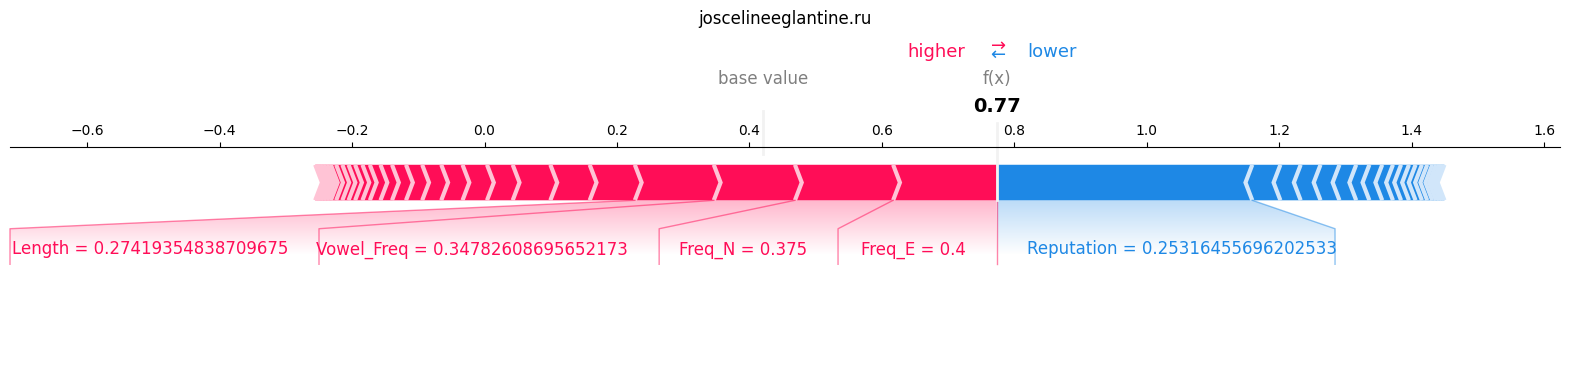 joscelineeglantine.ru
higher ⇄ lower
base value f(x)
0.77
−0.6 −0.4 −0.2 0.0 0.2 0.4 0.6 0.8 1.0 1.2 1.4 1.6
Length = 0.27419354838709675 Vowel_Freq = 0.34782608695652173 Freq_N = 0.375 Freq_E = 0.4 Reputation = 0.25316455696202533